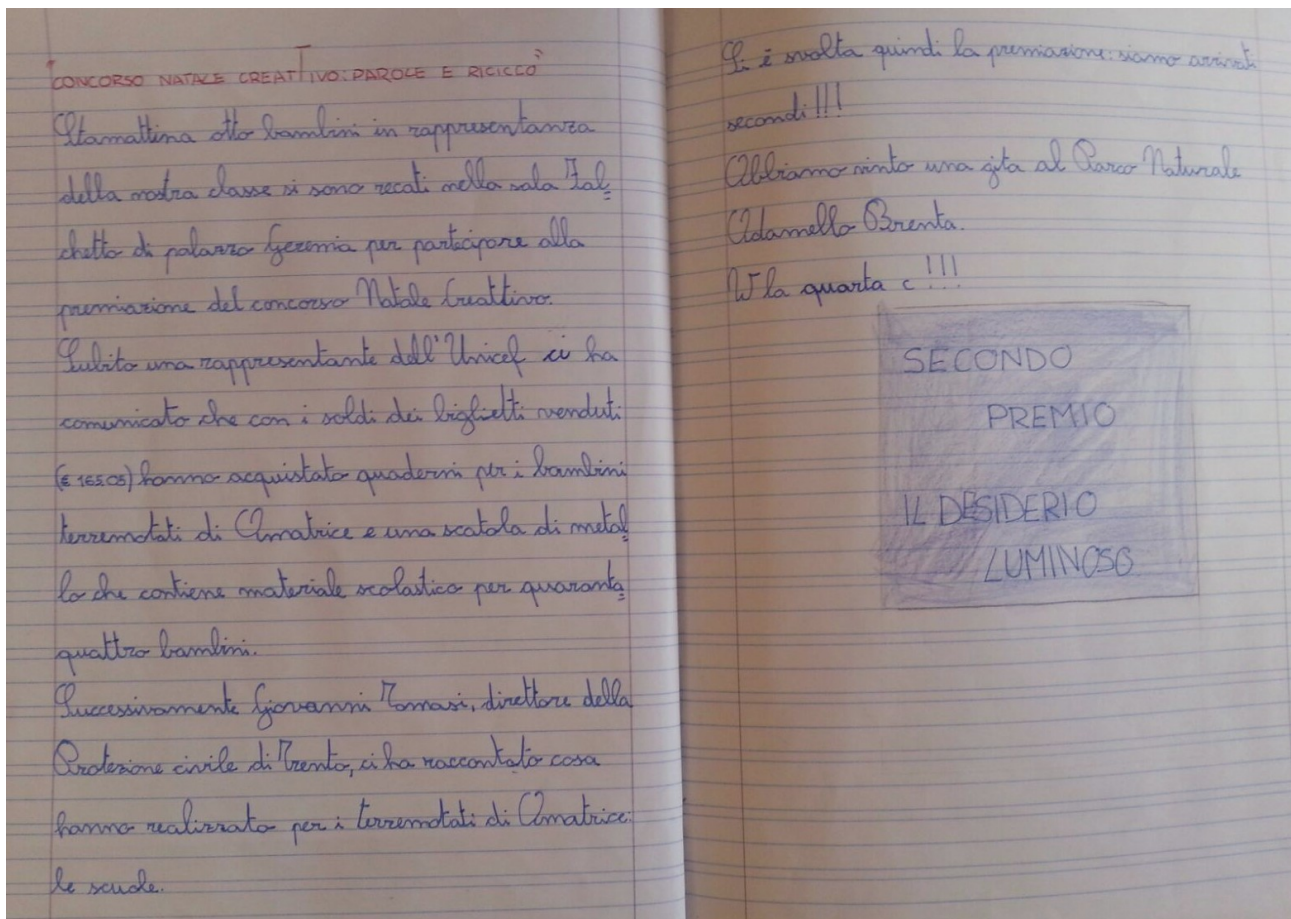 "CONCORSO NATALE CREATTIVO: PAROLE E RICICLO"
Stamattina otto bambini in rappresentanza
della nostra classe si sono recati nella sala Fal=
chetto di palazzo Geremia per partecipare alla
premiazione del concorso Natale Creattivo.
Subito una rappresentante dell'Unicef ci ha
comunicato che con i soldi dei biglietti venduti
(€ 165,05) hanno acquistato quaderni per i bambini
terremotati di Amatrice e una scatola di metal=
lo che contiene materiale scolastico per quaranta=
quattro bambini.
Successivamente Giovanni Tomasi, direttore della
Protezione civile di Trento, ci ha raccontato cosa
hanno realizzato per i terremotati di Amatrice:
le scuole.
Si è svolta quindi la premiazione: siamo arrivati
secondi!!!
Abbiamo vinto una gita al Parco Naturale
Adamello Brenta.
W la quarta c!!!
SECONDO
PREMIO
IL DESIDERIO
LUMINOSO